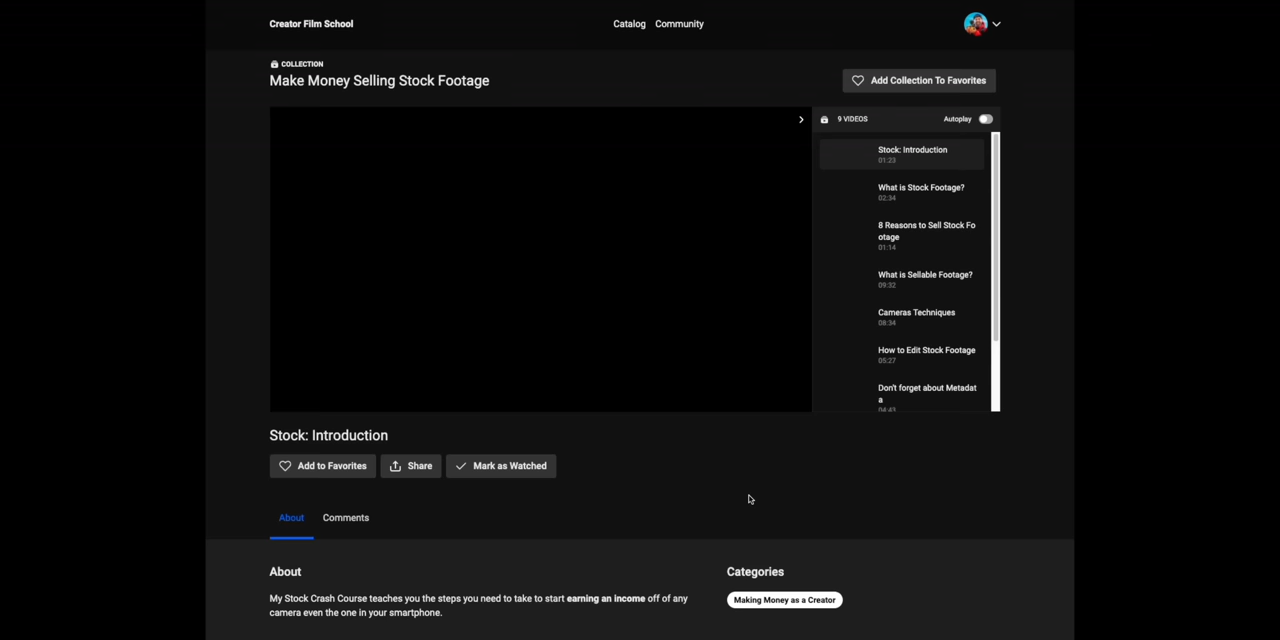 Creator Film School
Catalog
Community
COLLECTION
Make Money Selling Stock Footage
Add Collection To Favorites
9 VIDEOS
Autoplay
Stock: Introduction
01:23
What is Stock Footage?
02:34
8 Reasons to Sell Stock Fo
otage
01:14
What is Sellable Footage?
09:32
Cameras Techniques
08:34
How to Edit Stock Footage
05:27
Don't forget about Metadat
a
04:43
Stock: Introduction
Add to Favorites
Share
Mark as Watched
About
Comments
About
My Stock Crash Course teaches you the steps you need to take to start earning an income off of any
camera even the one in your smartphone.
Categories
Making Money as a Creator